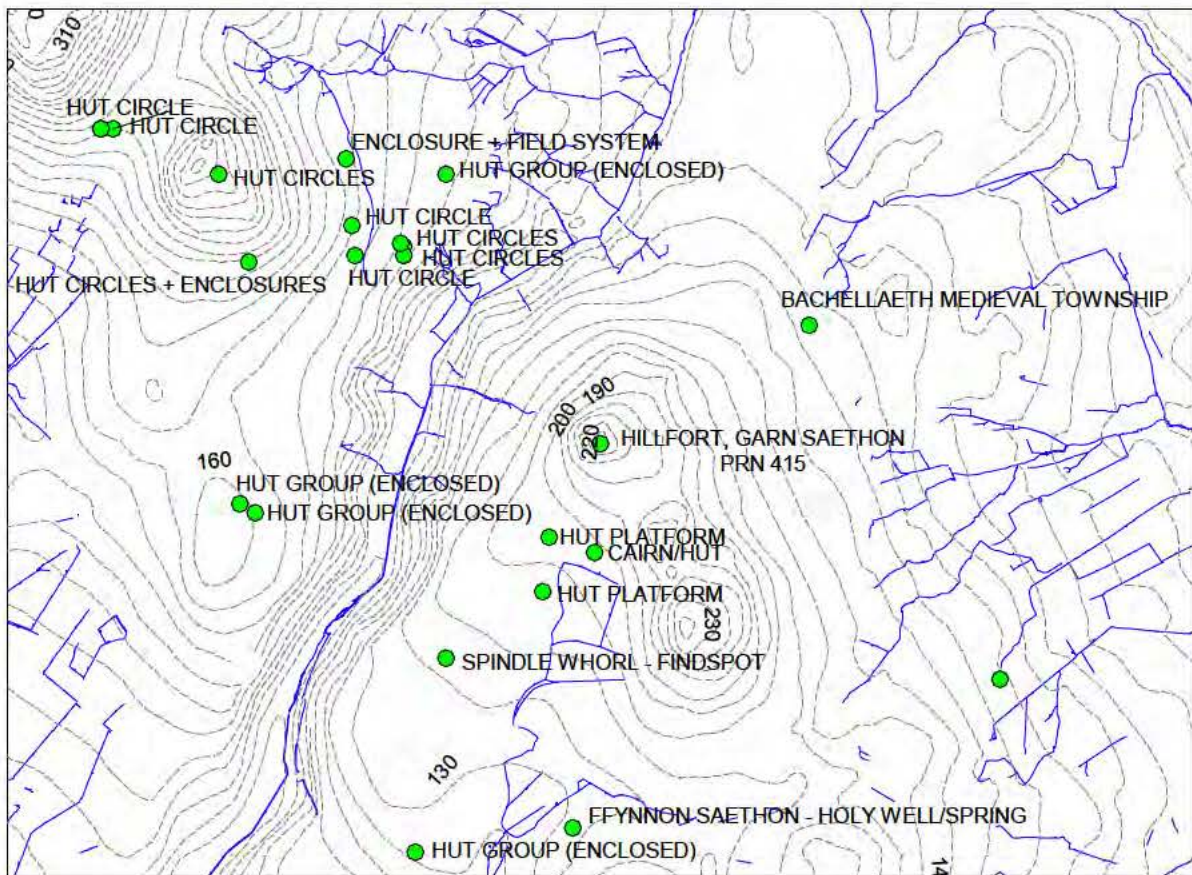 310
HUT CIRCLE
HUT CIRCLE
ENCLOSURE + FIELD SYSTEM
HUT CIRCLES
HUT GROUP (ENCLOSED)
HUT CIRCLE
HUT CIRCLES
HUT CIRCLES
HUT CIRCLE
HUT CIRCLES + ENCLOSURES
BACHELLAETH MEDIEVAL TOWNSHIP
190
200
220
HILLFORT, GARN SAETHON
PRN 415
160
HUT GROUP (ENCLOSED)
HUT GROUP (ENCLOSED)
HUT PLATFORM
CAIRN/HUT
HUT PLATFORM
230
SPINDLE WHORL - FINDSPOT
130
FFYNNON SAETHON - HOLY WELL/SPRING
HUT GROUP (ENCLOSED)